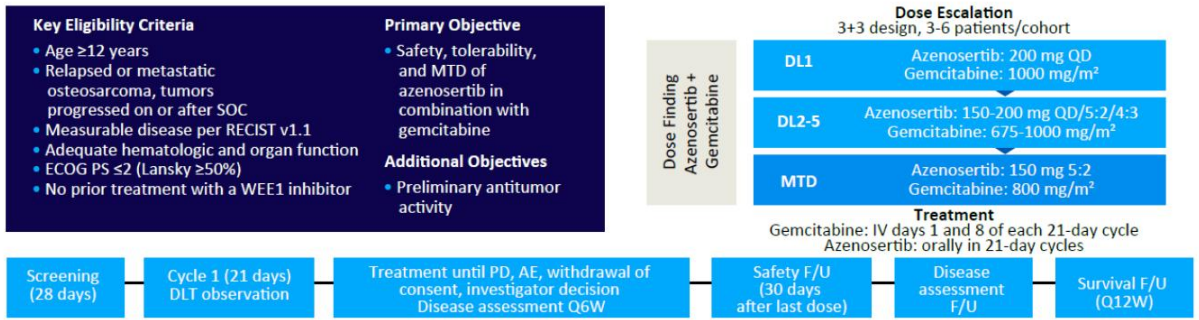 Key Eligibility Criteria
• Age ≥12 years
• Relapsed or metastatic
osteosarcoma, tumors
progressed on or after SOC
• Measurable disease per RECIST v1.1
• Adequate hematologic and organ function
• ECOG PS ≤2 (Lansky ≥50%)
• No prior treatment with a WEE1 inhibitor
Primary Objective
• Safety, tolerability,
and MTD of
azenosertib in
combination with
gemcitabine
Additional Objectives
• Preliminary antitumor
activity
Dose Finding
Azenosertib +
Gemcitabine
Dose Escalation
3+3 design, 3-6 patients/cohort
DL1
Azenosertib: 200 mg QD
Gemcitabine: 1000 mg/m²
DL2-5
Azenosertib: 150-200 mg QD/5:2/4:3
Gemcitabine: 675-1000 mg/m²
MTD
Azenosertib: 150 mg 5:2
Gemcitabine: 800 mg/m²
Treatment
Gemcitabine: IV days 1 and 8 of each 21-day cycle
Azenosertib: orally in 21-day cycles
Screening
(28 days)
Cycle 1 (21 days)
DLT observation
Treatment until PD, AE, withdrawal of
consent, investigator decision
Disease assessment Q6W
Safety F/U
(30 days
after last dose)
Disease
assessment
F/U
Survival F/U
(Q12W)